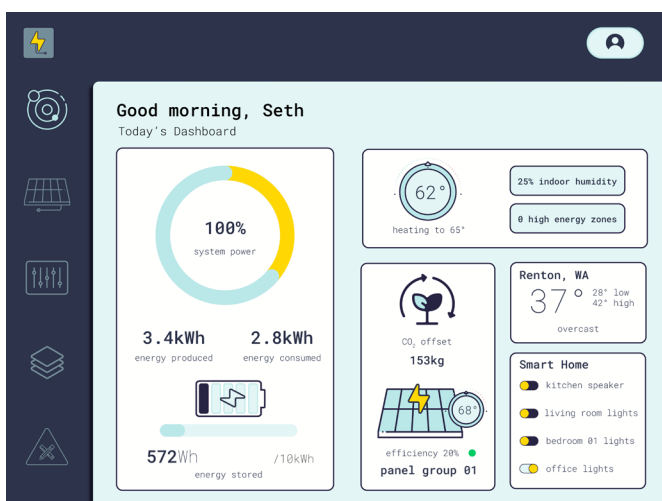 Good morning, Seth
Today's Dashboard
100%
system power
3.4kWh
energy produced
2.8kWh
energy consumed
572Wh
/10kWh
energy stored
62°
heating to 65°
25% indoor humidity
0 high energy zones
CO₂ offset
153kg
68°
efficiency 20%
panel group 01
Renton, WA
37°
28° low
42° high
overcast
Smart Home
kitchen speaker
living room lights
bedroom 01 lights
office lights